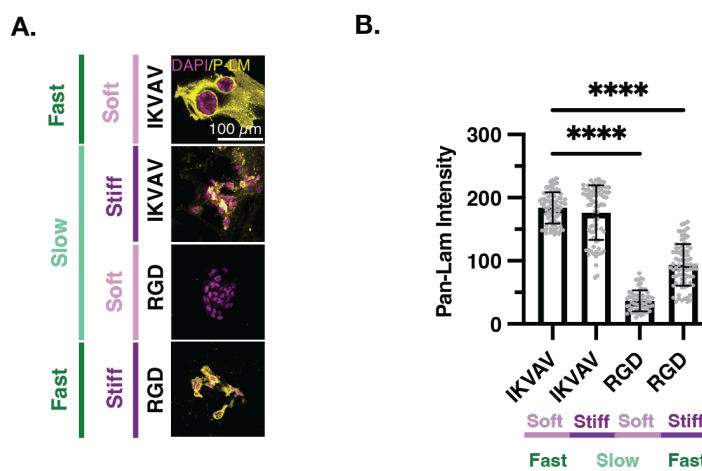 A.
Fast
Soft
IKVAV
DAPI/P-LM
100 µm
Slow
Stiff
IKVAV
Soft
RGD
Fast
Stiff
RGD
B.
****
****
Pan-Lam Intensity
300
200
100
0
IKVAV
IKVAV
RGD
RGD
Soft Stiff Soft Stiff
Fast Slow Fast